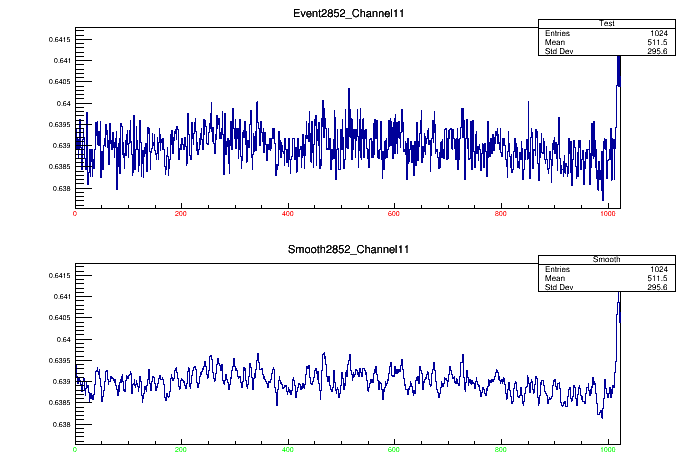 Event2852_Channel11
Test
Entries 1024
Mean 511.5
Std Dev 295.6
0.6415
0.641
0.6405
0.64
0.6395
0.639
0.6385
0.638
0 200 400 600 800 1000
Smooth2852_Channel11
Smooth
Entries 1024
Mean 511.5
Std Dev 295.6
0.6415
0.641
0.6405
0.64
0.6395
0.639
0.6385
0.638
0 200 400 600 800 1000